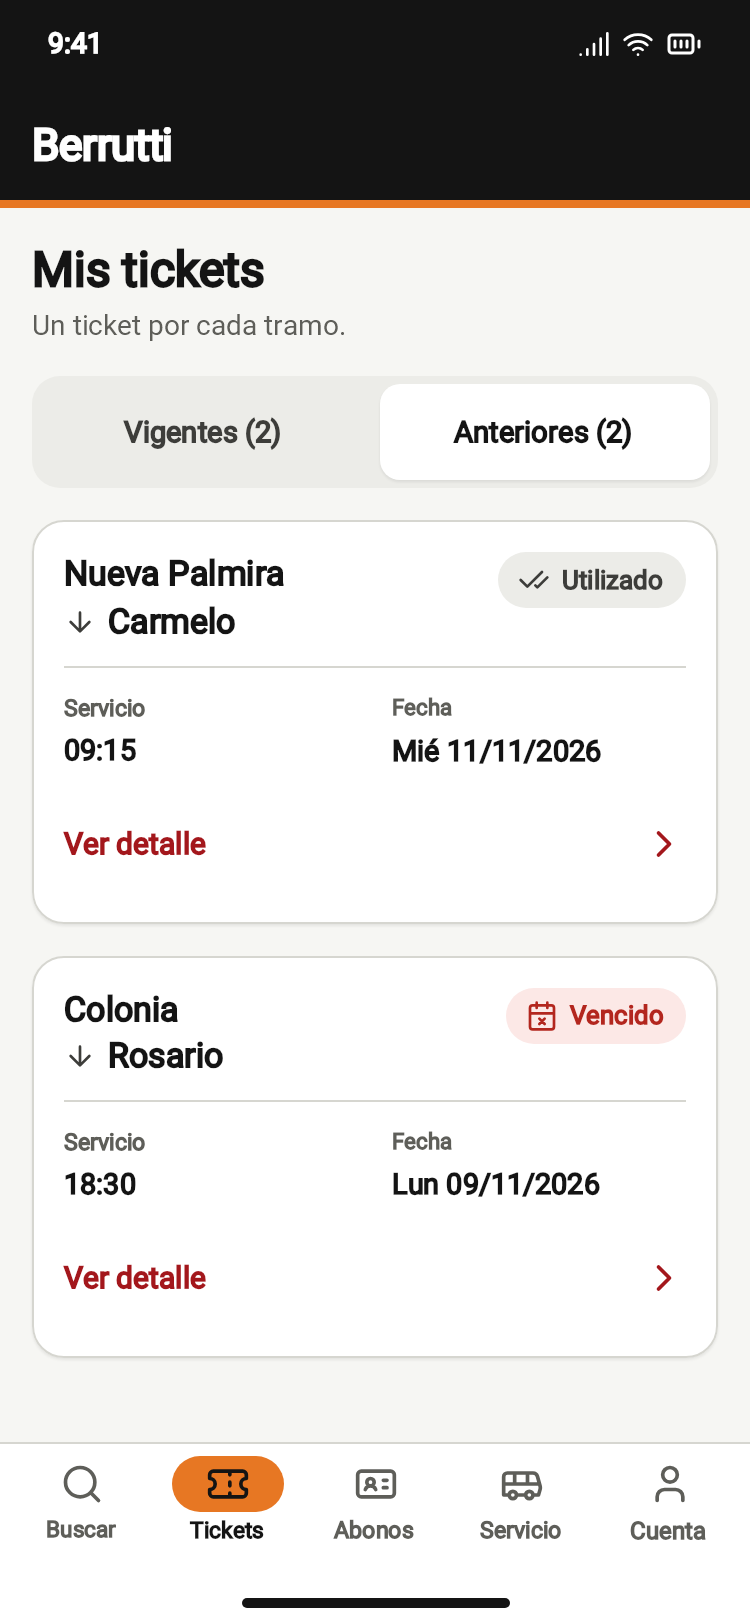 9:41
Berrutti
Mis tickets
Un ticket por cada tramo.
Vigentes (2)
Anteriores (2)
Nueva Palmira
Utilizado
Carmelo
Servicio
Fecha
09:15
Mié 11/11/2026
Ver detalle
Colonia
Vencido
Rosario
Servicio
Fecha
18:30
Lun 09/11/2026
Ver detalle
Buscar
Tickets
Abonos
Servicio
Cuenta